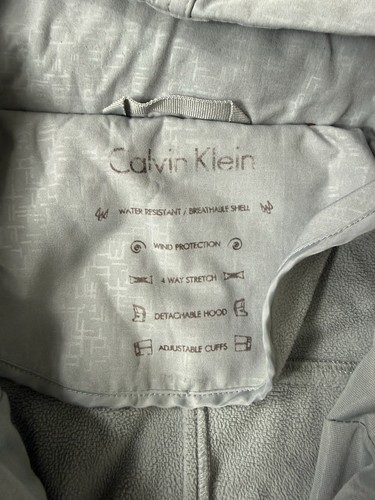 Calvin Klein
WATER RESISTANT / BREATHABLE SHELL
WIND PROTECTION
4 WAY STRETCH
DETACHABLE HOOD
ADJUSTABLE CUFFS